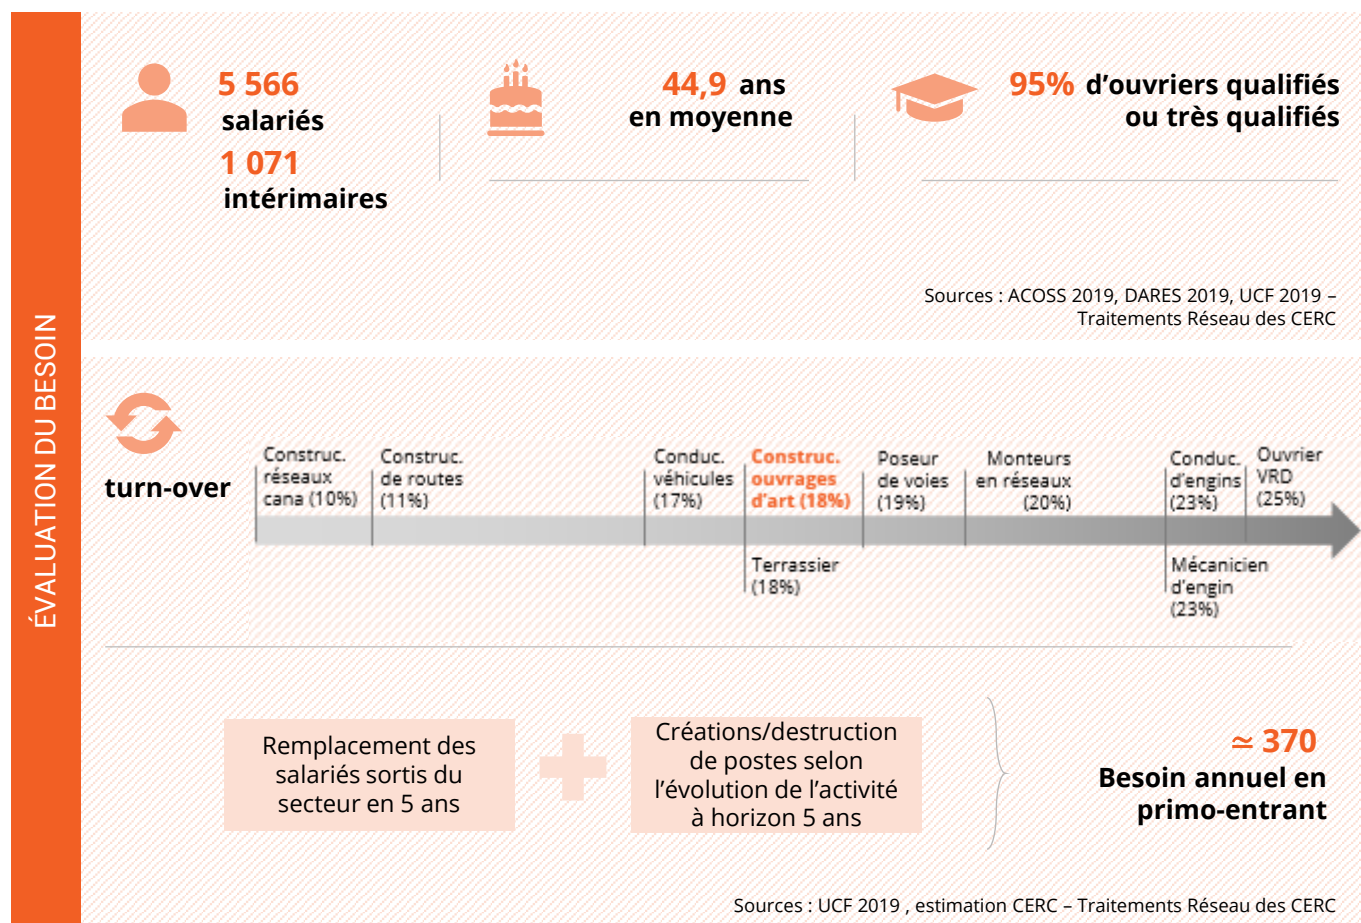 ÉVALUATION DU BESOIN
5 566
salariés
1 071
intérimaires
44,9 ans
en moyenne
95% d’ouvriers qualifiés
ou très qualifiés
Sources : ACOSS 2019, DARES 2019, UCF 2019 –
Traitements Réseau des CERC
turn-over
Construc.
réseaux
cana (10%)
Construc.
de routes
(11%)
Conduc.
véhicules
(17%)
Construc.
ouvrages
d’art (18%)
Poseur
de voies
(19%)
Monteurs
en réseaux
(20%)
Conduc.
d’engins
(23%)
Ouvrier
VRD
(25%)
Terrassier
(18%)
Mécanicien
d’engin
(23%)
Remplacement des
salariés sortis du
secteur en 5 ans
Créations/destruction
de postes selon
l’évolution de l’activité
à horizon 5 ans
≃ 370
Besoin annuel en
primo-entrant
Sources : UCF 2019 , estimation CERC – Traitements Réseau des CERC